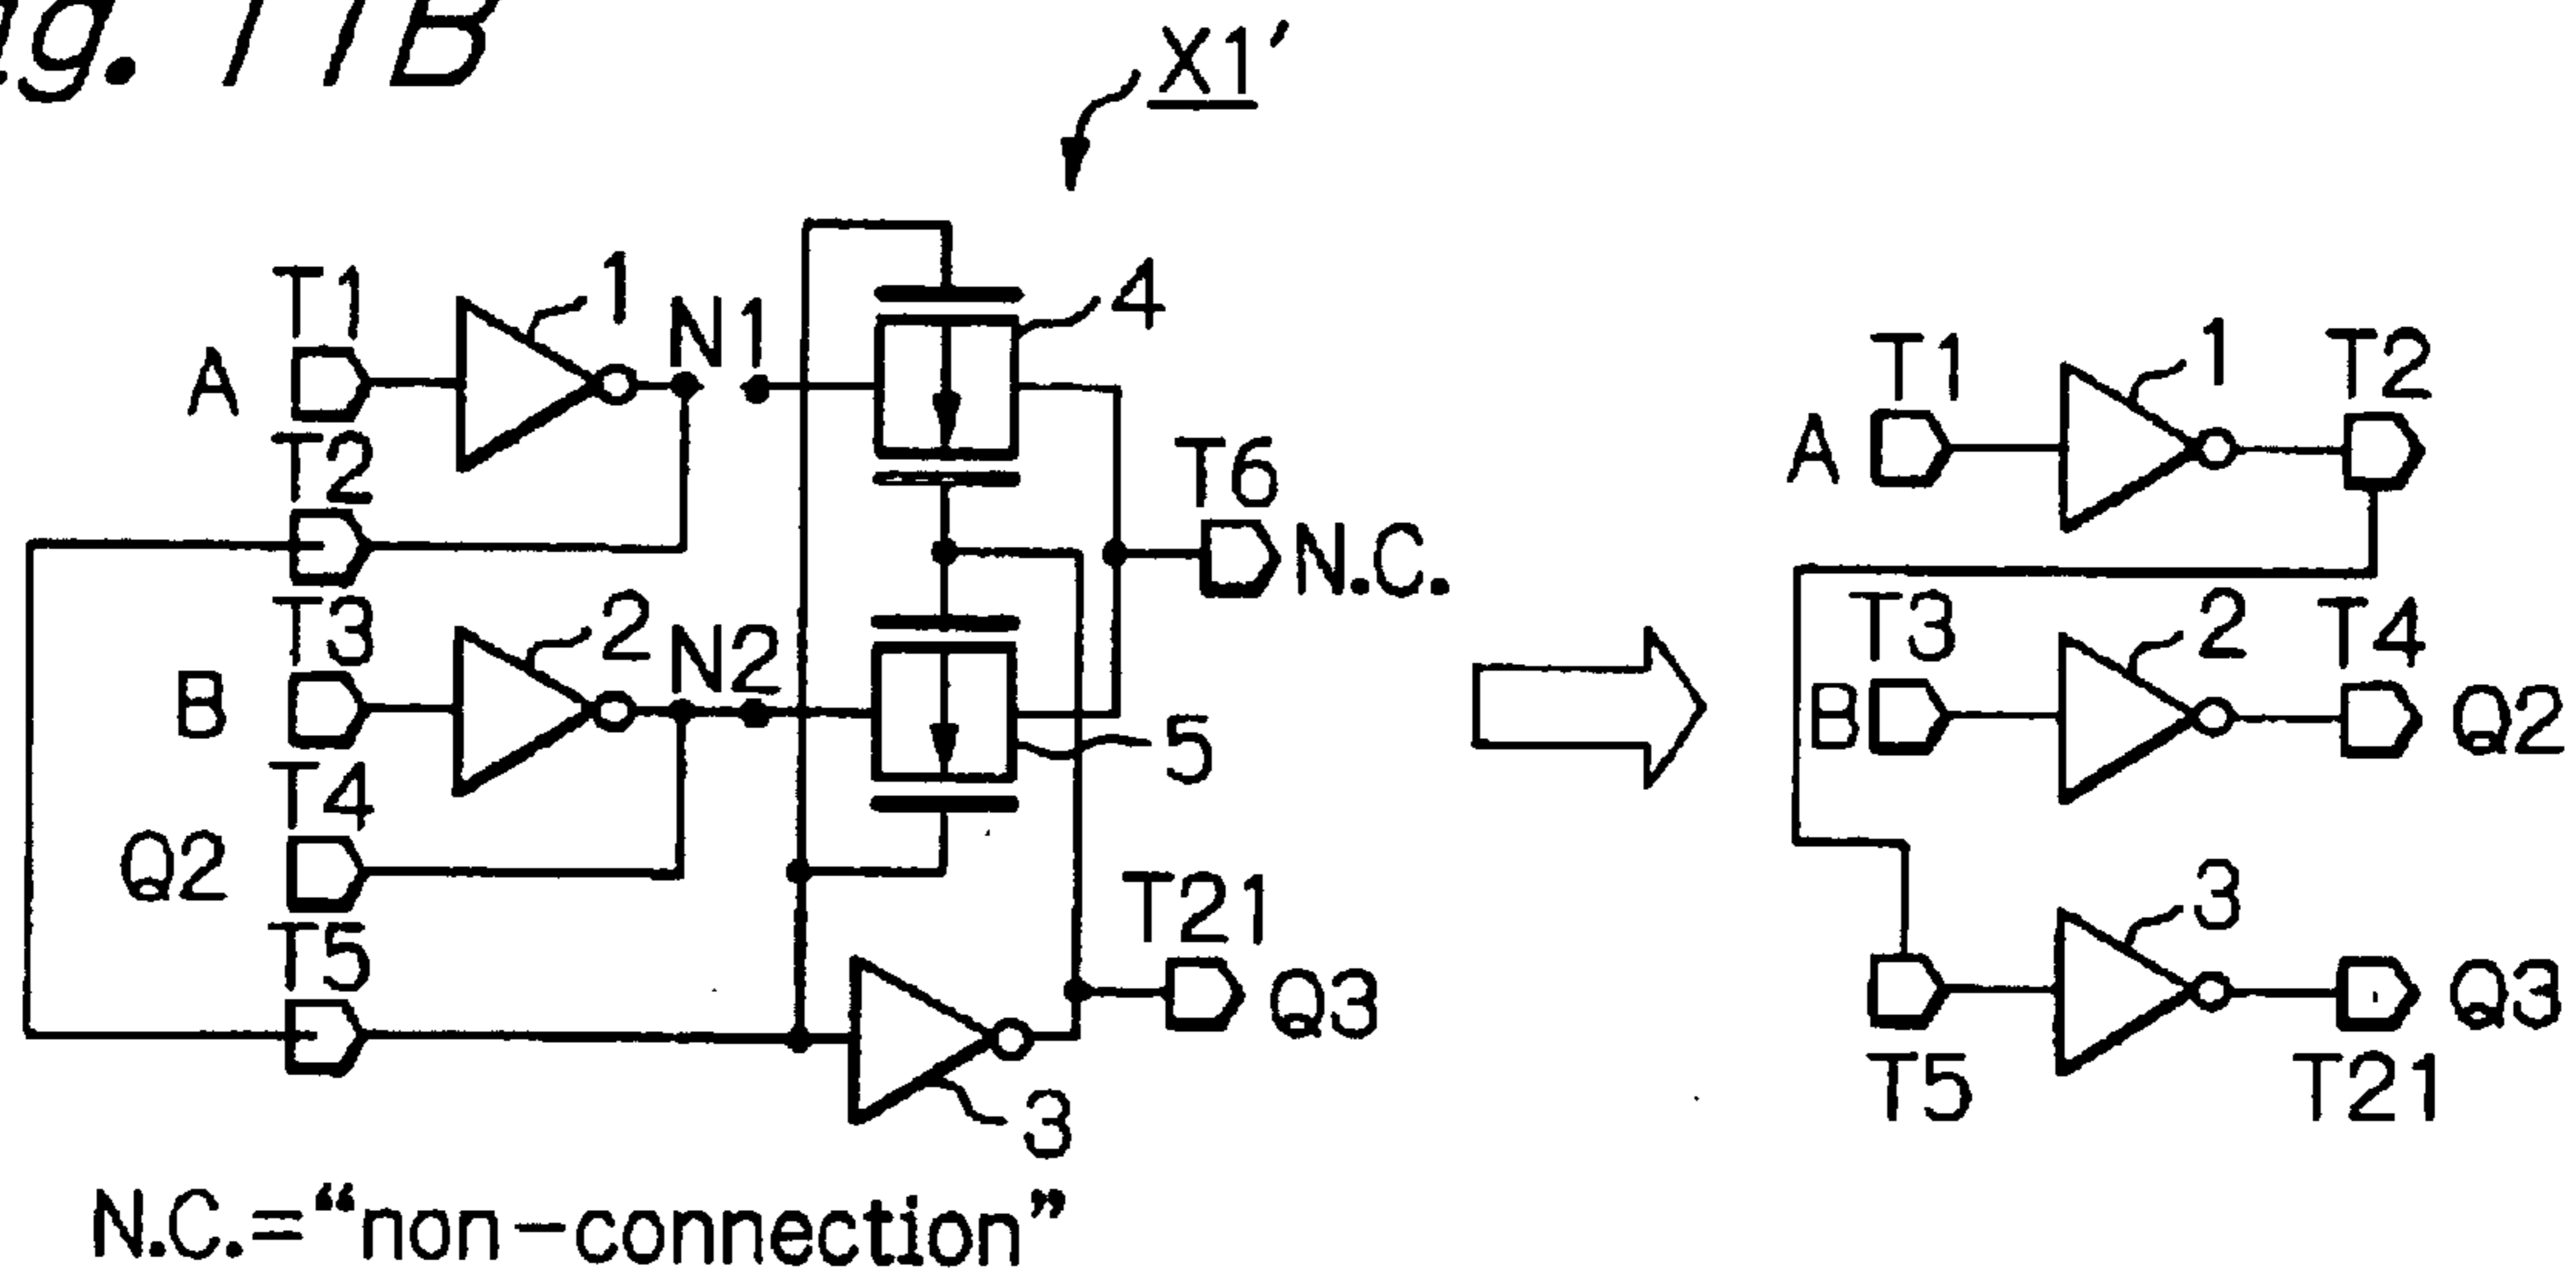 ig. 11B
X1'
T1
1
N1
4
A
T2
T6
N.C.
T3
2
N2
B
5
T4
Q2
T21
T5
Q3
3
N.C.="non-connection"
T1
1
T2
A
T3
2
T4
B
Q2
3
Q3
T5
T21